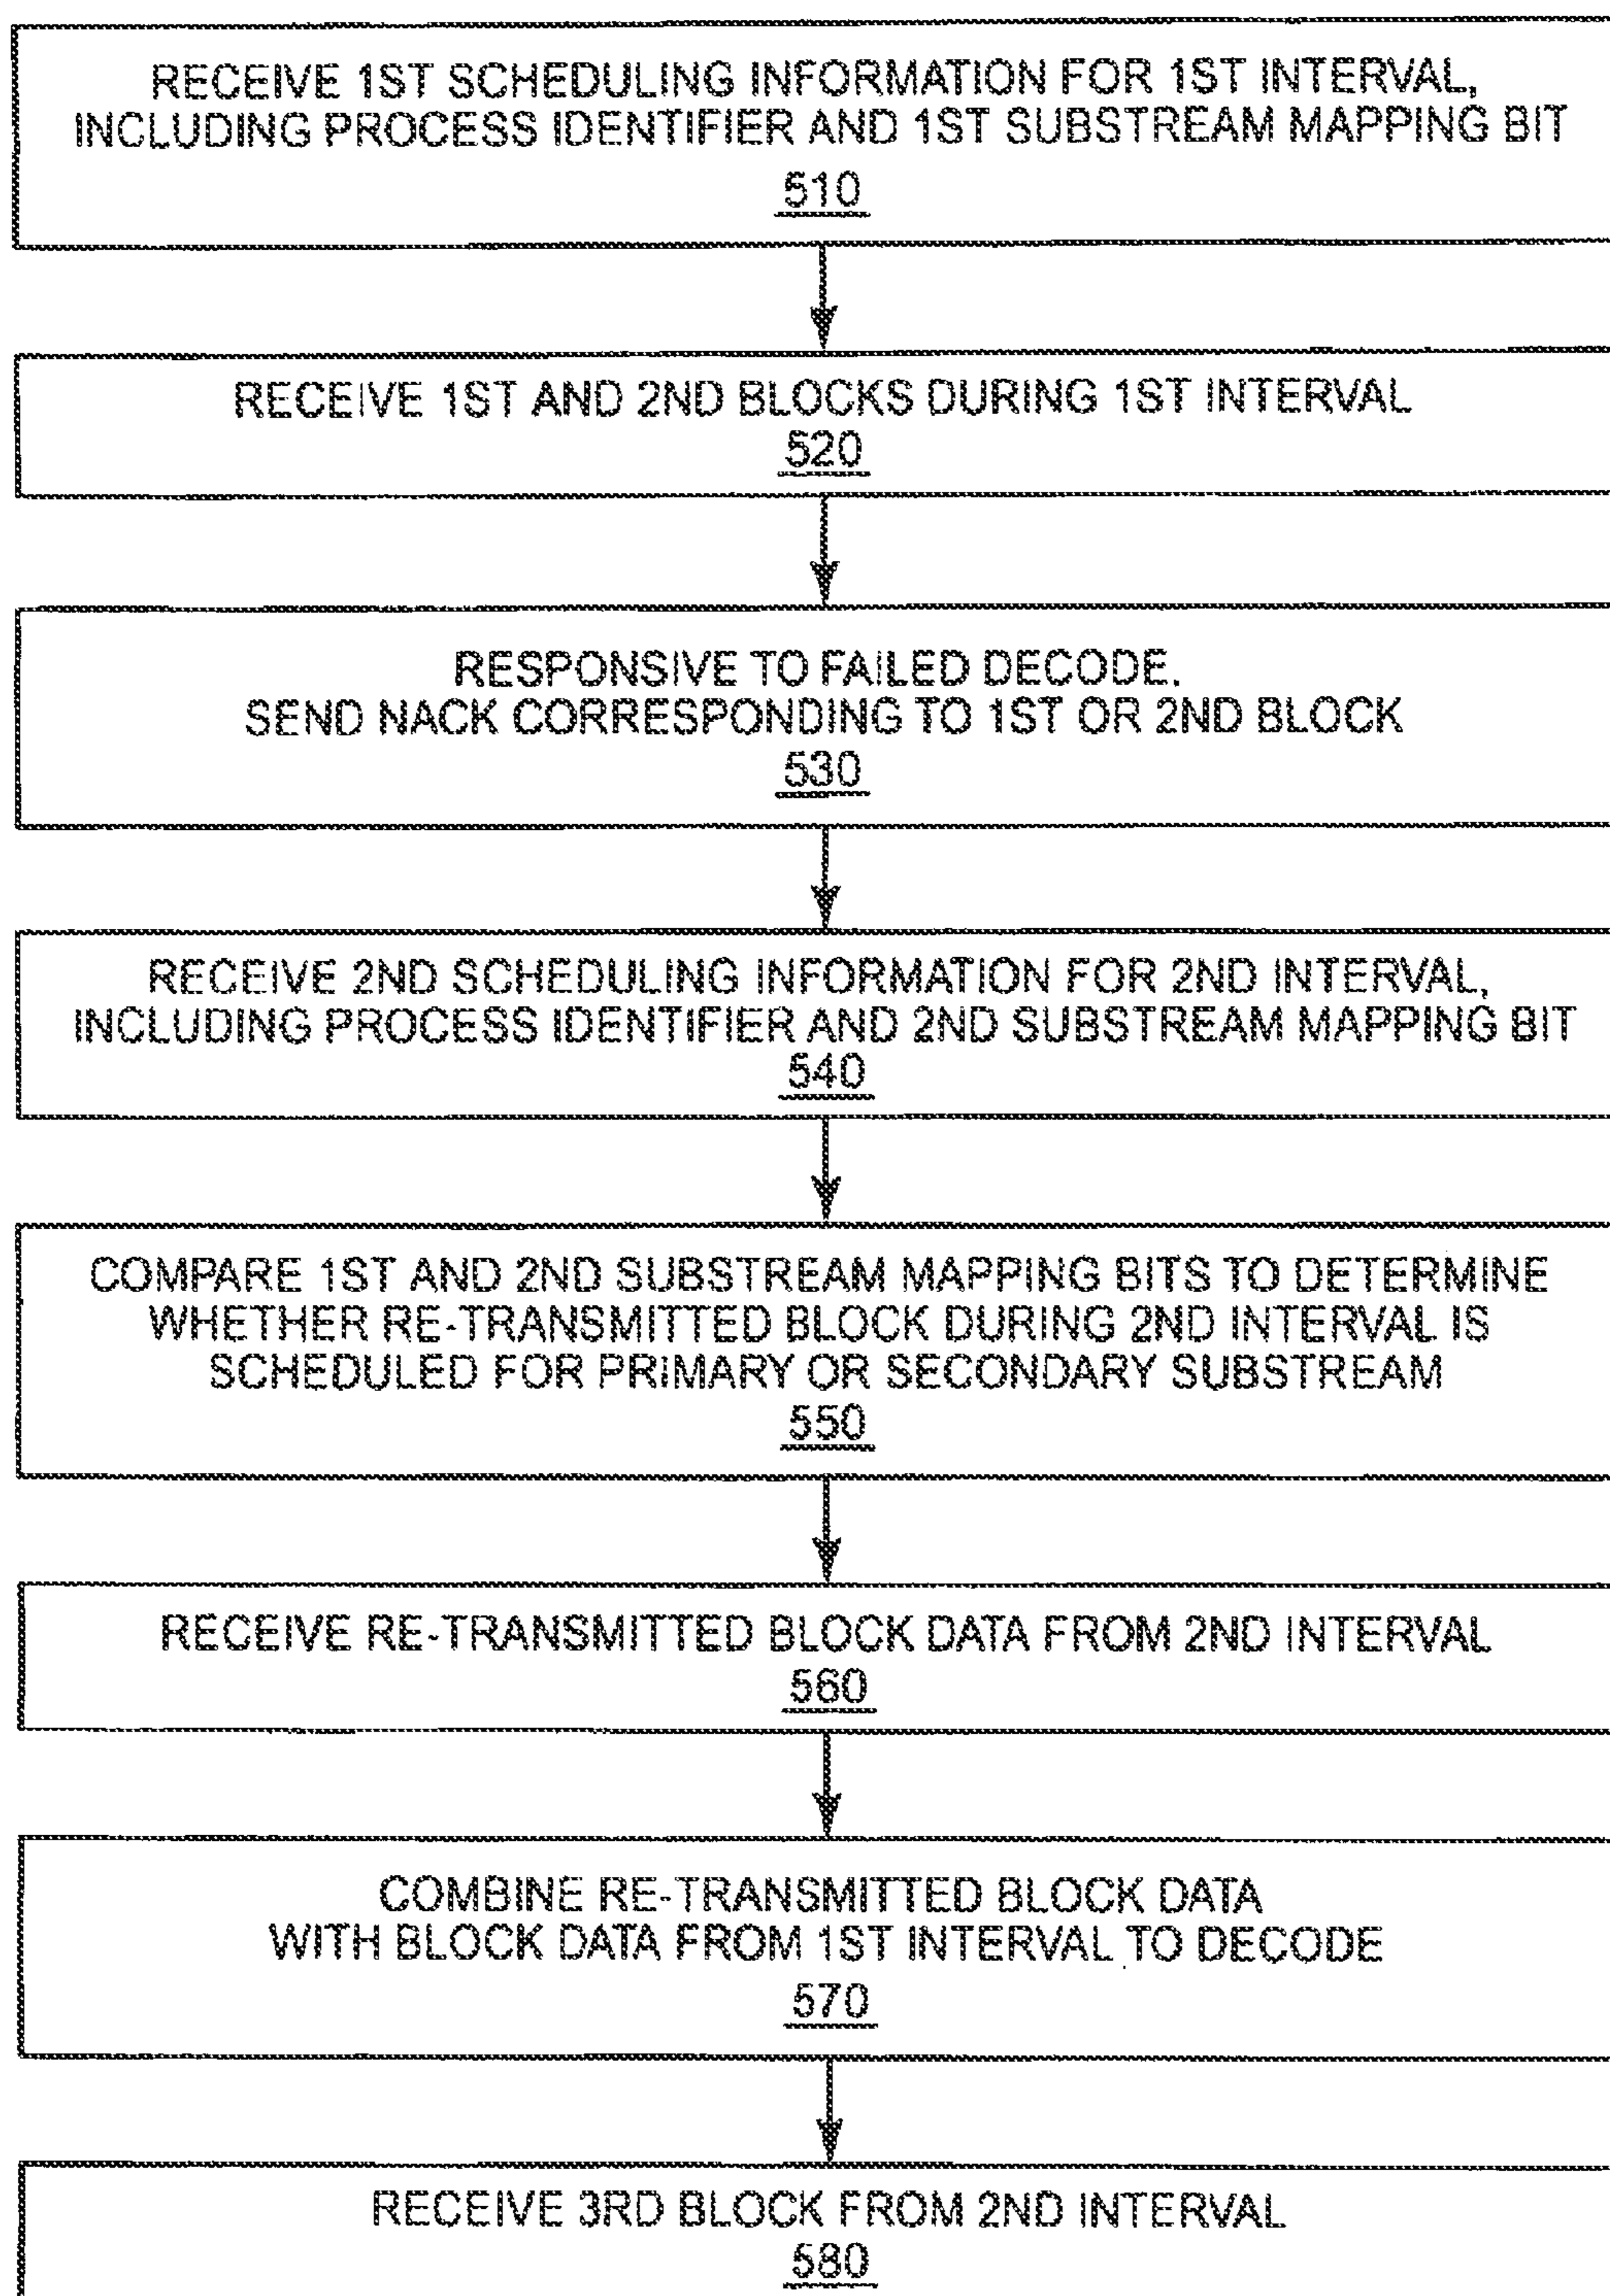 RECEIVE 1ST SCHEDULING INFORMATION FOR 1ST INTERVAL,
INCLUDING PROCESS IDENTIFIER AND 1ST SUBSTREAM MAPPING BIT
510
RECEIVE 1ST AND 2ND BLOCKS DURING 1ST INTERVAL
520
RESPONSIVE TO FAILED DECODE.
SEND NACK CORRESPONDING TO 1ST OR 2ND BLOCK
530
RECEIVE 2ND SCHEDULING INFORMATION FOR 2ND INTERVAL,
INCLUDING PROCESS IDENTIFIER AND 2ND SUBSTREAM MAPPING BIT
540
COMPARE 1ST AND 2ND SUBSTREAM MAPPING BITS TO DETERMINE
WHETHER RE-TRANSMITTED BLOCK DURING 2ND INTERVAL IS
SCHEDULED FOR PRIMARY OR SECONDARY SUBSTREAM
550
RECEIVE RE-TRANSMITTED BLOCK DATA FROM 2ND INTERVAL
560
COMBINE RE-TRANSMITTED BLOCK DATA
WITH BLOCK DATA FROM 1ST INTERVAL TO DECODE
570
RECEIVE 3RD BLOCK FROM 2ND INTERVAL
580